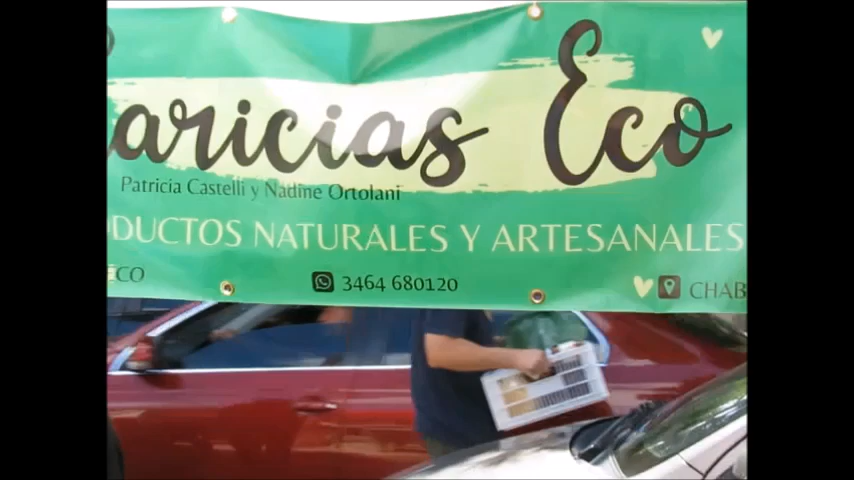 aricias Eco
Patricia Castelli y Nadine Ortolani
DUCTOS NATURALES Y ARTESANALES
ECO
3464 680120
CHAB